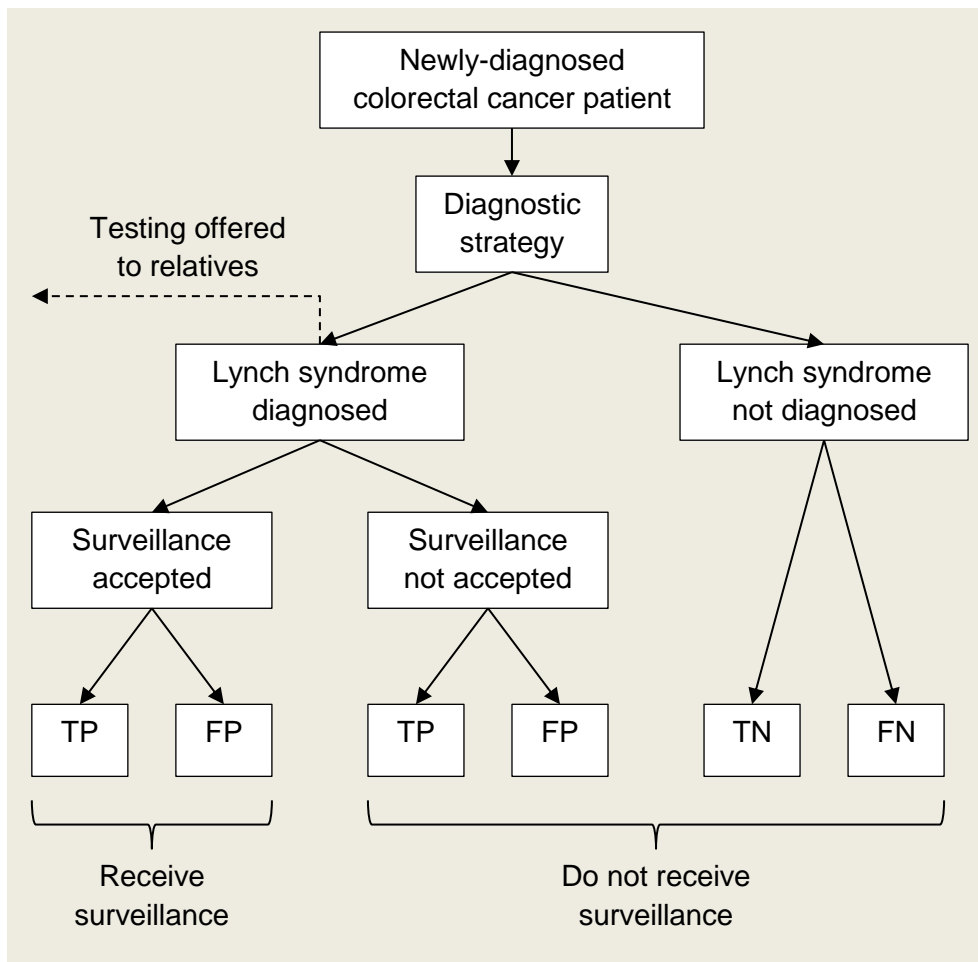 Newly-diagnosed
colorectal cancer patient
Diagnostic
strategy
Testing offered
to relatives
Lynch syndrome
diagnosed
Lynch syndrome
not diagnosed
Surveillance
accepted
Surveillance
not accepted
TP
FP
TP
FP
TN
FN
Receive
surveillance
Do not receive
surveillance